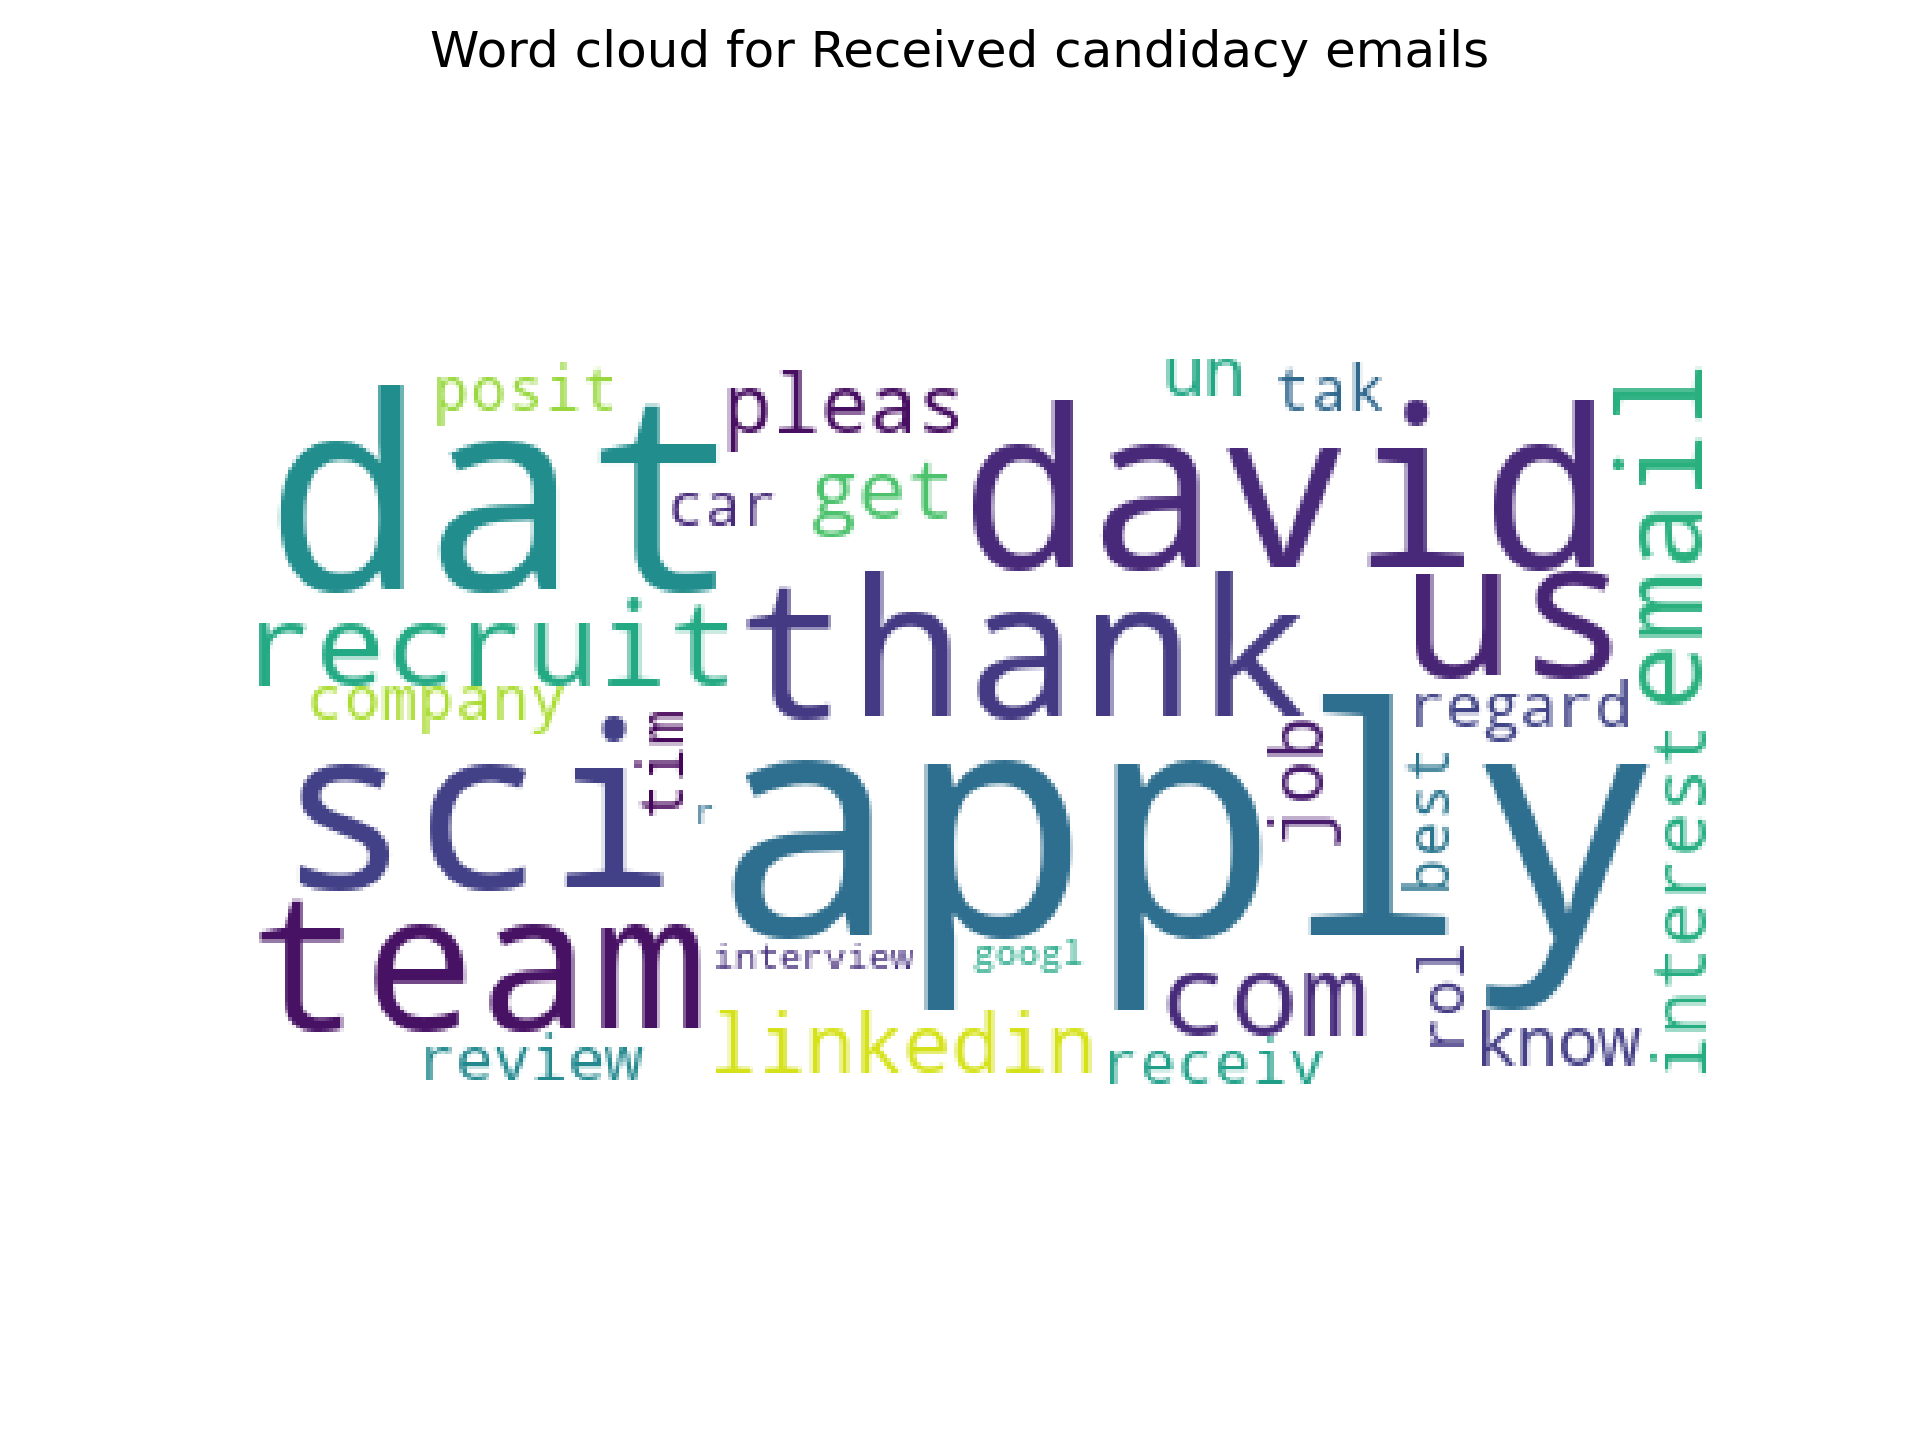 Word cloud for Received candidacy emails
posit
pleas
un
tak
email
dat
car
get
david
recruit
thank
us
company
regard
sci
tim
r
apply
job
best
interest
team
interview
googl
com
rol
know
review
linkedin
receiv